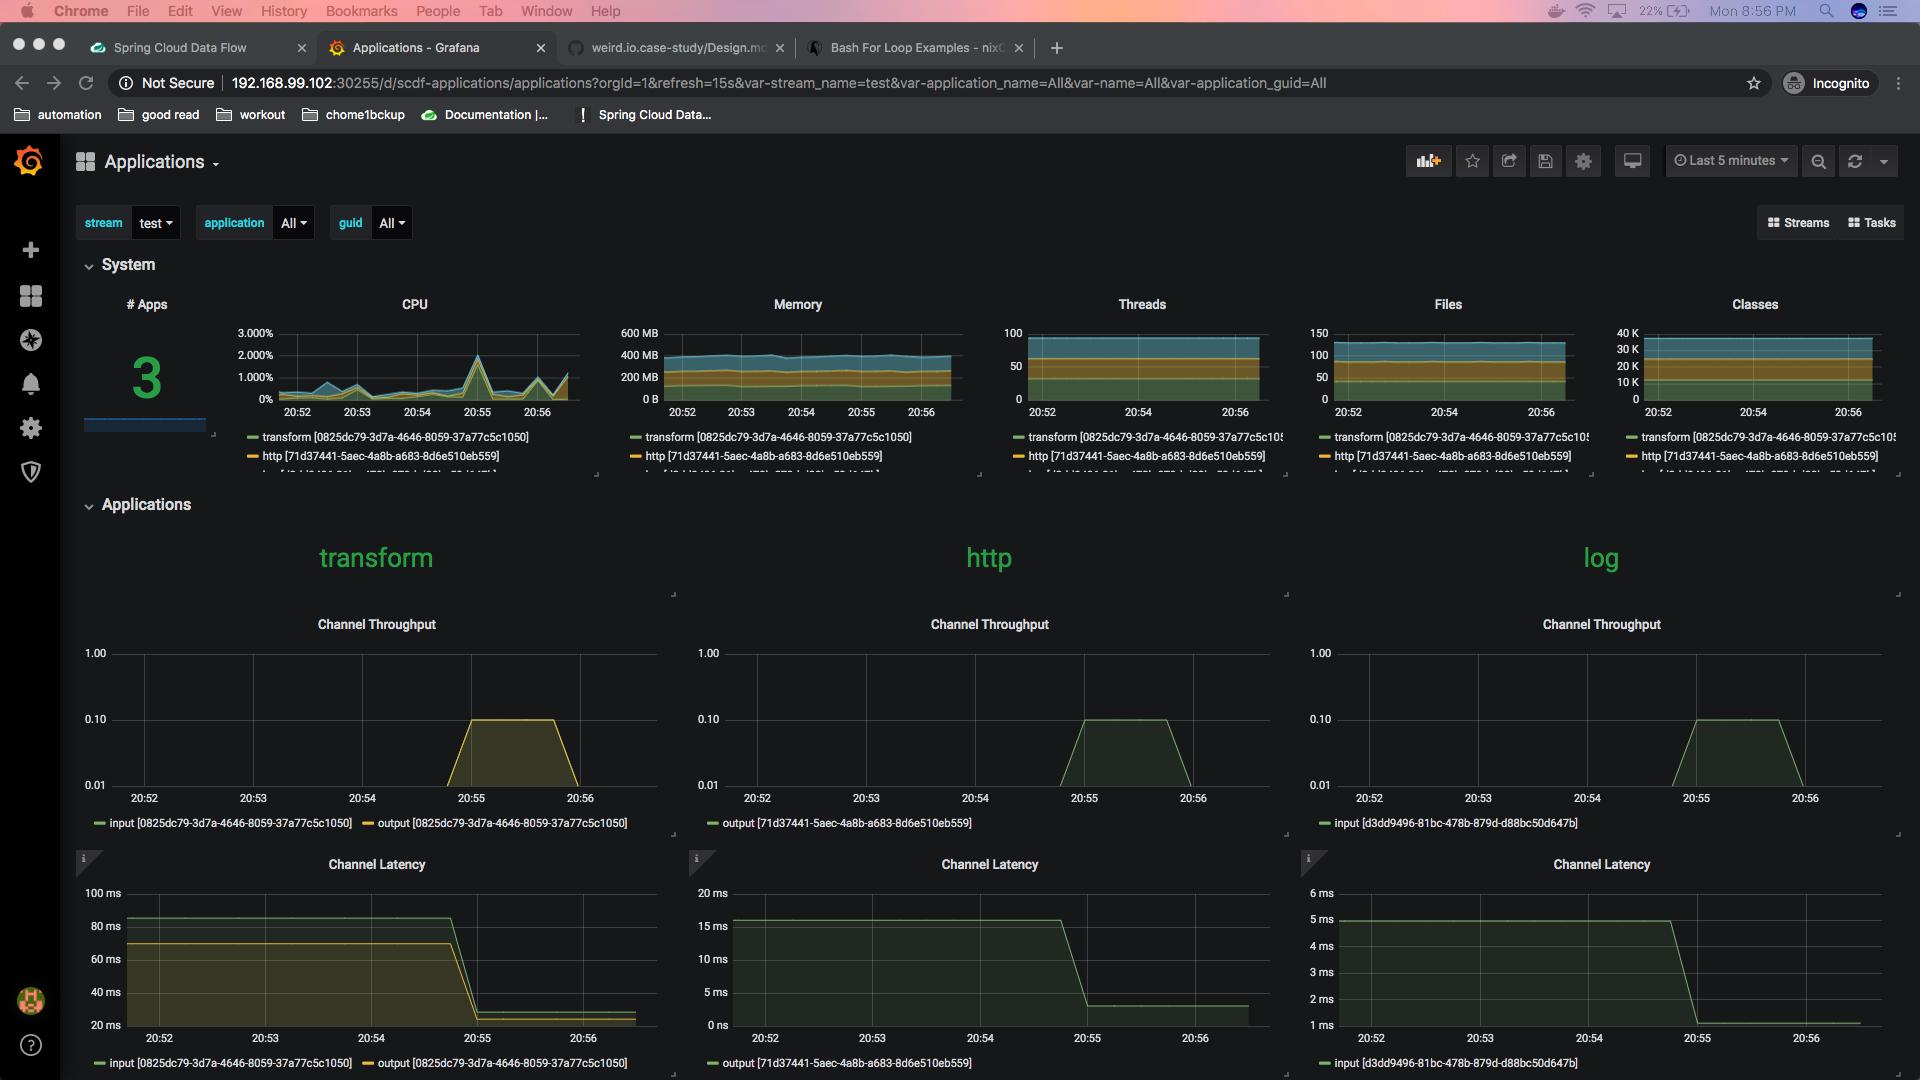 Chrome File Edit View History Bookmarks People Tab Window Help 22% Mon 8:56 PM
Spring Cloud Data Flow Applications - Grafana weird.io.case-study/Design.md Bash For Loop Examples - nix
Not Secure 192.168.99.102:30255/d/scdf-applications/applications?orgId=1&refresh=15s&var-stream_name=test&var-application_name=All&var-name=All&var-application_guid=All Incognito
automation good read workout chome1bckup Documentation |... Spring Cloud Data...
Applications Last 5 minutes
stream test application All guid All Streams Tasks
System
# Apps CPU Memory Threads Files Classes
3
3.000% 2.000% 1.000% 0%
20:52 20:53 20:54 20:55 20:56
transform [0825dc79-3d7a-4646-8059-37a77c5c1050]
http [71d37441-5aec-4a8b-a683-8d6e510eb559]
600 MB 400 MB 200 MB 0 B
20:52 20:53 20:54 20:55 20:56
transform [0825dc79-3d7a-4646-8059-37a77c5c1050]
http [71d37441-5aec-4a8b-a683-8d6e510eb559]
100 50 0
20:52 20:54 20:56
transform [0825dc79-3d7a-4646-8059-37a77c5c10
http [71d37441-5aec-4a8b-a683-8d6e510eb559]
150 100 50 0
20:52 20:54 20:56
transform [0825dc79-3d7a-4646-8059-37a77c5c10
http [71d37441-5aec-4a8b-a683-8d6e510eb559]
40 K 30 K 20 K 10 K 0
20:52 20:54 20:56
transform [0825dc79-3d7a-4646-8059-37a77c5c10
http [71d37441-5aec-4a8b-a683-8d6e510eb559]
Applications
transform http log
Channel Throughput Channel Throughput Channel Throughput
1.00 0.10 0.01
20:52 20:53 20:54 20:55 20:56
input [0825dc79-3d7a-4646-8059-37a77c5c1050] output [0825dc79-3d7a-4646-8059-37a77c5c1050]
1.00 0.10 0.01
20:52 20:53 20:54 20:55 20:56
output [71d37441-5aec-4a8b-a683-8d6e510eb559]
1.00 0.10 0.01
20:52 20:53 20:54 20:55 20:56
input [d3dd9496-81bc-478b-879d-d88bc50d647b]
Channel Latency Channel Latency Channel Latency
100 ms 80 ms 60 ms 40 ms 20 ms
20:52 20:53 20:54 20:55 20:56
input [0825dc79-3d7a-4646-8059-37a77c5c1050] output [0825dc79-3d7a-4646-8059-37a77c5c1050]
20 ms 15 ms 10 ms 5 ms 0 ns
20:52 20:53 20:54 20:55 20:56
output [71d37441-5aec-4a8b-a683-8d6e510eb559]
6 ms 5 ms 4 ms 3 ms 2 ms 1 ms
20:52 20:53 20:54 20:55 20:56
input [d3dd9496-81bc-478b-879d-d88bc50d647b]